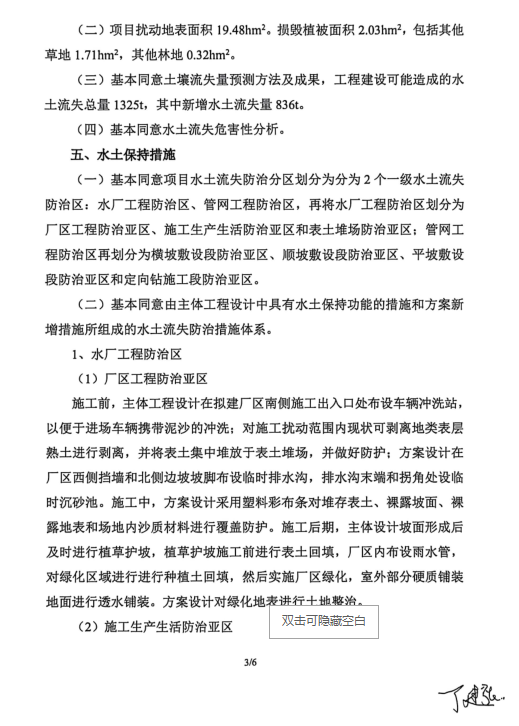 （二）项目扰动地表面积 19.48hm²。损毁植被面积 2.03hm²，包括其他
草地 1.71hm²，其他林地 0.32hm²。
（三）基本同意土壤流失量预测方法及成果，工程建设可能造成的水
土流失总量 1325t，其中新增水土流失量 836t。
（四）基本同意水土流失危害性分析。
五、水土保持措施
（一）基本同意项目水土流失防治分区划分为分为 2 个一级水土流失
防治区：水厂工程防治区、管网工程防治区，再将水厂工程防治区划分为
厂区工程防治亚区、施工生产生活防治亚区和表土堆场防治亚区；管网工
程防治区再划分为横坡敷设段防治亚区、顺坡敷设段防治亚区、平坡敷设
段防治亚区和定向钻施工段防治亚区。
（二）基本同意由主体工程设计中具有水土保持功能的措施和方案新
增措施所组成的水土流失防治措施体系。
1、水厂工程防治区
（1）厂区工程防治亚区
施工前，主体工程设计在拟建厂区南侧施工出入口处布设车辆冲洗站，
以便于进场车辆携带泥沙的冲洗；对施工扰动范围内现状可剥离地类表层
熟土进行剥离，并将表土集中堆放于表土堆场，并做好防护；方案设计在
厂区西侧挡墙和北侧边坡坡脚布设临时排水沟，排水沟末端和拐角处设临
时沉砂池。施工中，方案设计采用塑料彩布条对堆存表土、裸露坡面、裸
露地表和场地内沙质材料进行覆盖防护。施工后期，主体设计坡面形成后
及时进行植草护坡，植草护坡施工前进行表土回填，厂区内布设雨水管，
对绿化区域进行进行种植土回填，然后实施厂区绿化，室外部分硬质铺装
地面进行透水铺装。方案设计对绿化地表进行土地整治。
双击可隐藏空白
（2）施工生产生活防治亚区
3/6